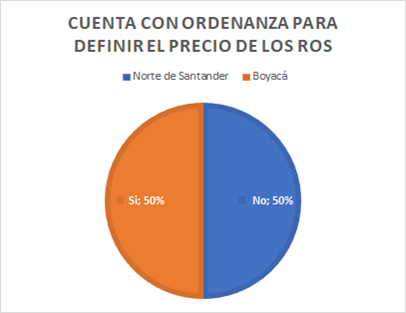 CUENTA CON ORDENANZA PARA
DEFINIR EL PRECIO DE LOS ROS
Norte de Santander Boyacá
Si; 50% No; 50%